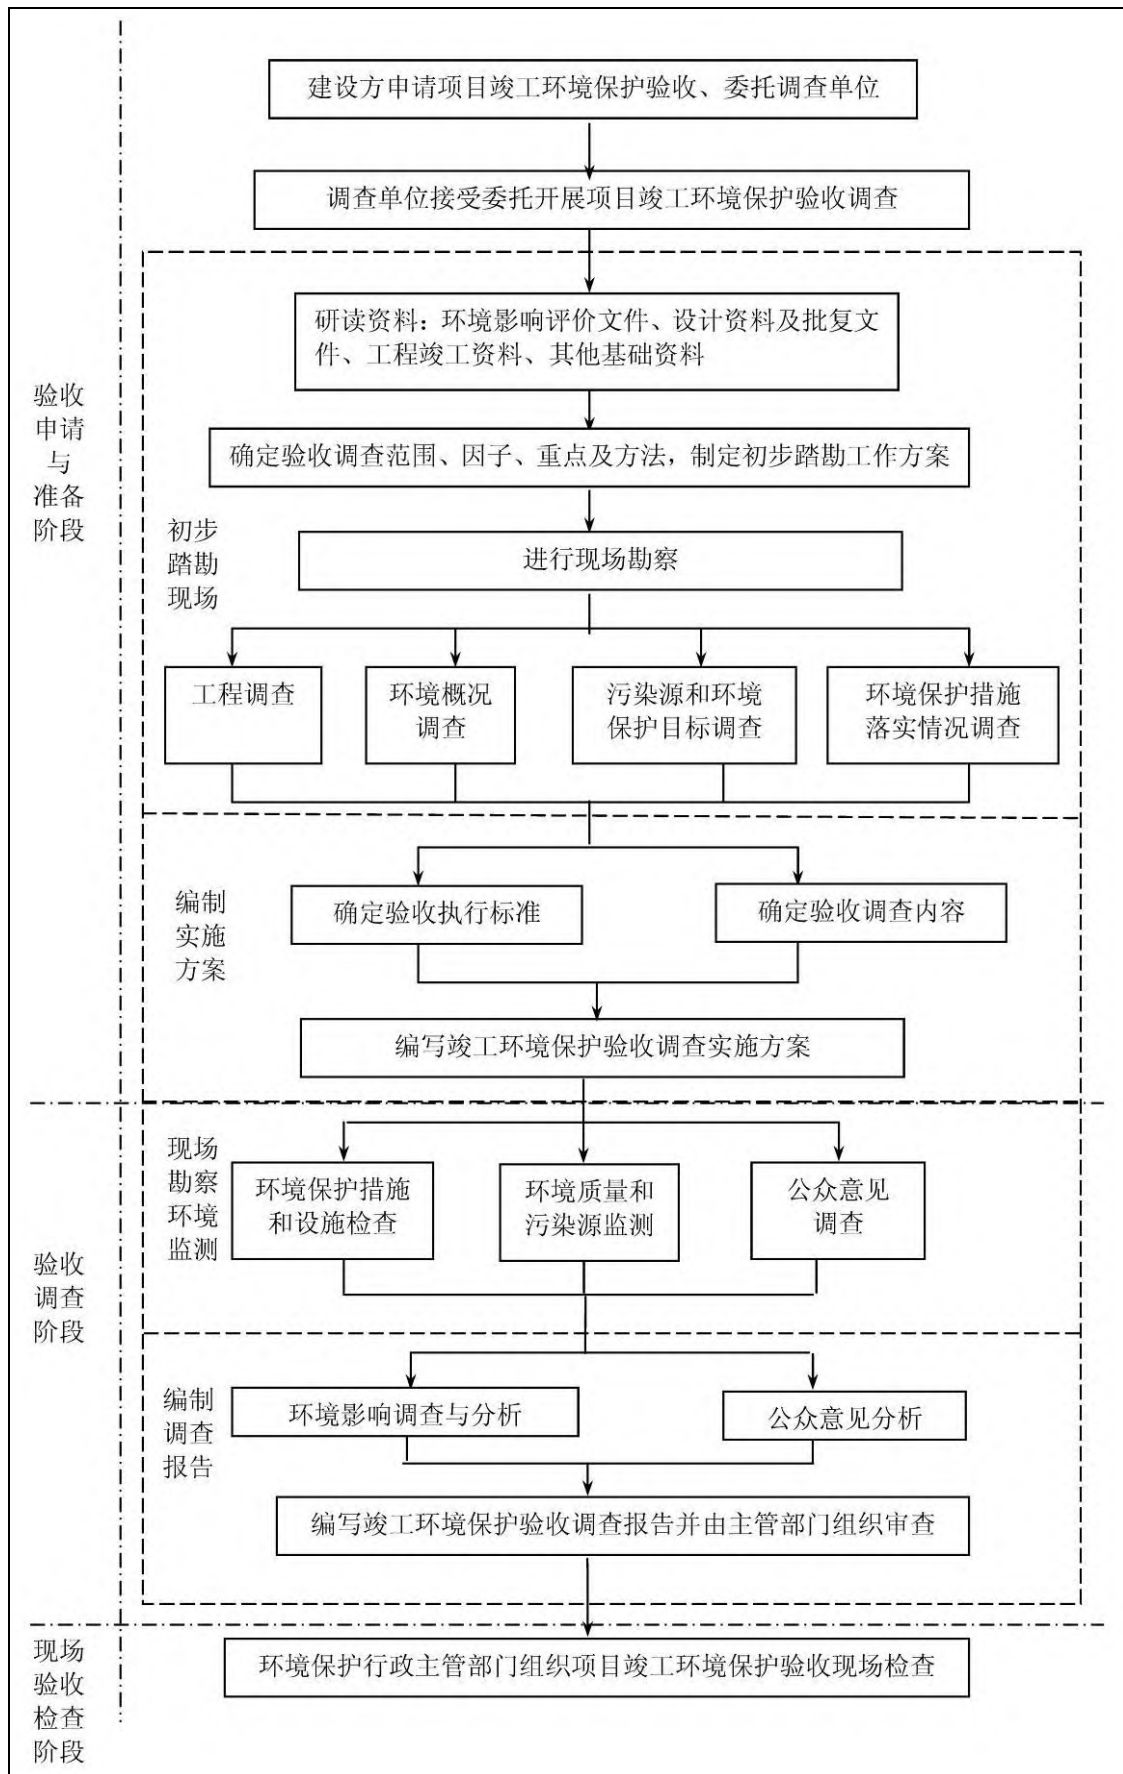 建设方申请项目竣工环境保护验收、委托调查单位
调查单位接受委托开展项目竣工环境保护验收调查
研读资料：环境影响评价文件、设计资料及批复文
件、工程竣工资料、其他基础资料
验收
申请
与
准备
阶段
确定验收调查范围、因子、重点及方法，制定初步踏勘工作方案
初步
踏勘
现场
进行现场勘察
工程调查
环境概况
调查
污染源和环境
保护目标调查
环境保护措施
落实情况调查
编制
实施
方案
确定验收执行标准
确定验收调查内容
编写竣工环境保护验收调查实施方案
验收
调查
阶段
现场
勘察
环境
监测
环境保护措施
和设施检查
环境质量和
污染源监测
公众意见
调查
编制
调查
报告
环境影响调查与分析
公众意见分析
编写竣工环境保护验收调查报告并由主管部门组织审查
现场
验收
检查
阶段
环境保护行政主管部门组织项目竣工环境保护验收现场检查